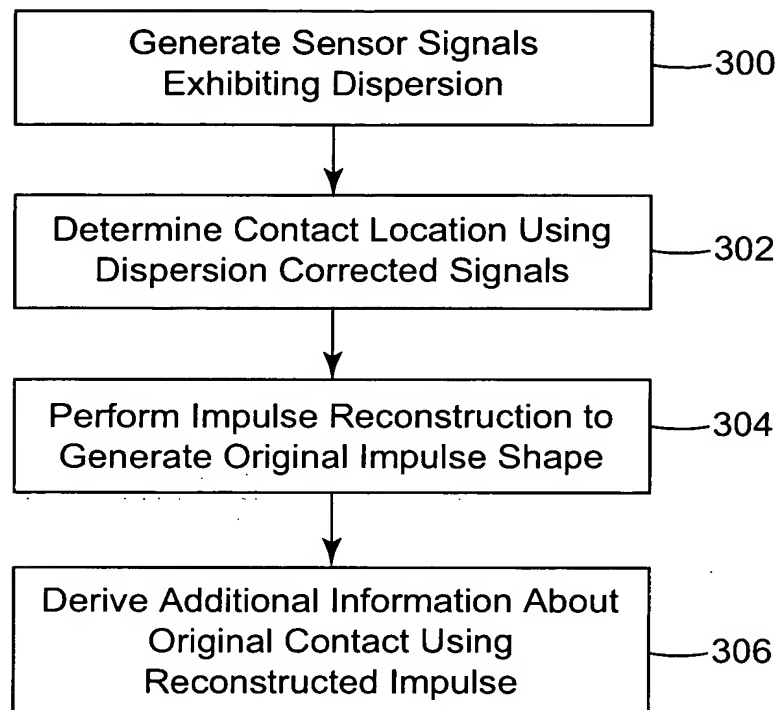 Generate Sensor Signals
Exhibiting Dispersion
300
Determine Contact Location Using
Dispersion Corrected Signals
302
Perform Impulse Reconstruction to
Generate Original Impulse Shape
304
Derive Additional Information About
Original Contact Using
Reconstructed Impulse
306